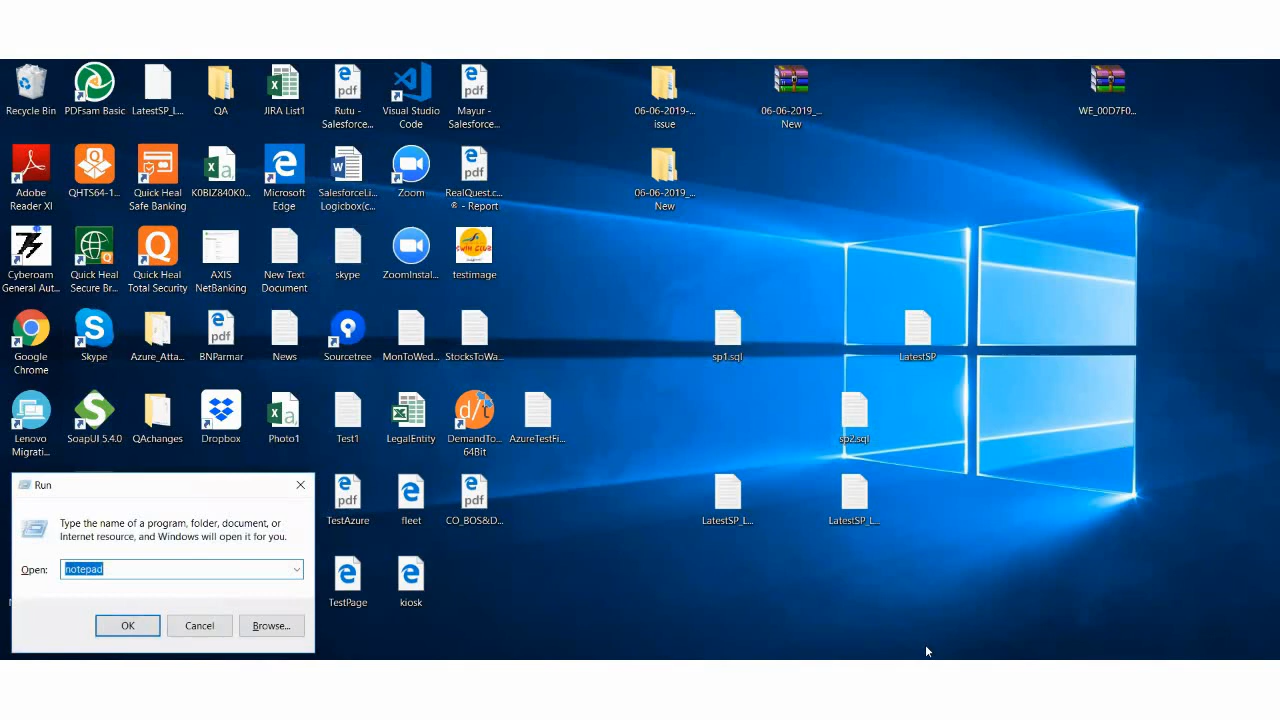 Recycle Bin
PDFsam Basic
LatestSP_L...
QA
JIRA List1
Rutu -
Salesforce...
Visual Studio
Code
Mayur -
Salesforce...
06-06-2019-...
issue
06-06-2019_...
New
WE_00D7F0...
Adobe
Reader XI
QHTS64-1...
Quick Heal
Safe Banking
K0BIZ840K0...
Microsoft
Edge
SalesforceLi...
Logicbox(c...
Zoom
RealQuest.c...
® - Report
06-06-2019_...
New
Cyberoam
General Aut...
Quick Heal
Secure Br...
Quick Heal
Total Security
AXIS
NetBanking
New Text
Document
skype
ZoomInstal...
SWIM CLUB
testimage
Google
Chrome
Skype
Azure_Atta...
BNParmar
News
Sourcetree
MonToWed...
StocksToWa...
sp1.sql
LatestSP
Lenovo
Migrati...
SoapUI 5.4.0
QAchanges
Dropbox
Photo1
Test1
LegalEntity
DemandTo...
64Bit
AzureTestFi...
sp2.sql
Run
Type the name of a program, folder, document, or
Internet resource, and Windows will open it for you.
Open: notepad
OK
Cancel
Browse...
TestAzure
fleet
CO_BOS&D...
LatestSP_L...
LatestSP_L...
TestPage
kiosk